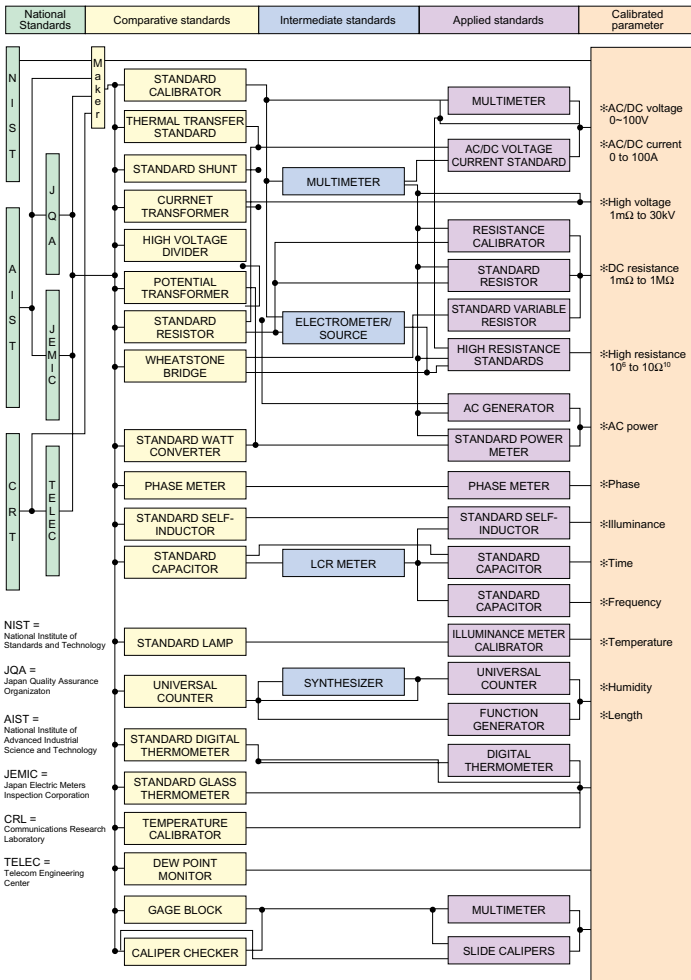 National
Standards
Comparative standards
Intermediate standards
Applied standards
Calibrated
parameter
N
I
S
T
A
I
S
T
C
R
T
J
Q
A
J
E
M
I
C
T
E
L
E
C
M
a
k
e
r
STANDARD
CALIBRATOR
THERMAL TRANSFER
STANDARD
STANDARD SHUNT
CURRNET
TRANSFORMER
HIGH VOLTAGE
DIVIDER
POTENTIAL
TRANSFORMER
STANDARD
RESISTOR
WHEATSTONE
BRIDGE
STANDARD WATT
CONVERTER
PHASE METER
STANDARD SELF-
INDUCTOR
STANDARD
CAPACITOR
STANDARD LAMP
UNIVERSAL
COUNTER
STANDARD DIGITAL
THERMOMETER
STANDARD GLASS
THERMOMETER
TEMPERATURE
CALIBRATOR
DEW POINT
MONITOR
GAGE BLOCK
CALIPER CHECKER
MULTIMETER
ELECTROMETER/
SOURCE
LCR METER
SYNTHESIZER
MULTIMETER
AC/DC VOLTAGE
CURRENT STANDARD
RESISTANCE
CALIBRATOR
STANDARD
RESISTOR
STANDARD VARIABLE
RESISTOR
HIGH RESISTANCE
STANDARDS
AC GENERATOR
STANDARD POWER
METER
PHASE METER
STANDARD SELF-
INDUCTOR
STANDARD
CAPACITOR
STANDARD
CAPACITOR
ILLUMINANCE METER
CALIBRATOR
UNIVERSAL
COUNTER
FUNCTION
GENERATOR
DIGITAL
THERMOMETER
MULTIMETER
SLIDE CALIPERS
✻AC/DC voltage
0~100V
✻AC/DC current
0 to 100A
✻High voltage
1mΩ to 30kV
✻DC resistance
1mΩ to 1MΩ
✻High resistance
10⁶ to 10Ω¹⁰
✻AC power
✻Phase
✻Illuminance
✻Time
✻Frequency
✻Temperature
✻Humidity
✻Length
NIST =
National Institute of
Standards and Technology
JQA =
Japan Quality Assurance
Organizaton
AIST =
National Institute of
Advanced Industrial
Science and Technology
JEMIC =
Japan Electric Meters
Inspection Corporation
CRL =
Communications Research
Laboratory
TELEC =
Telecom Engineering
Center